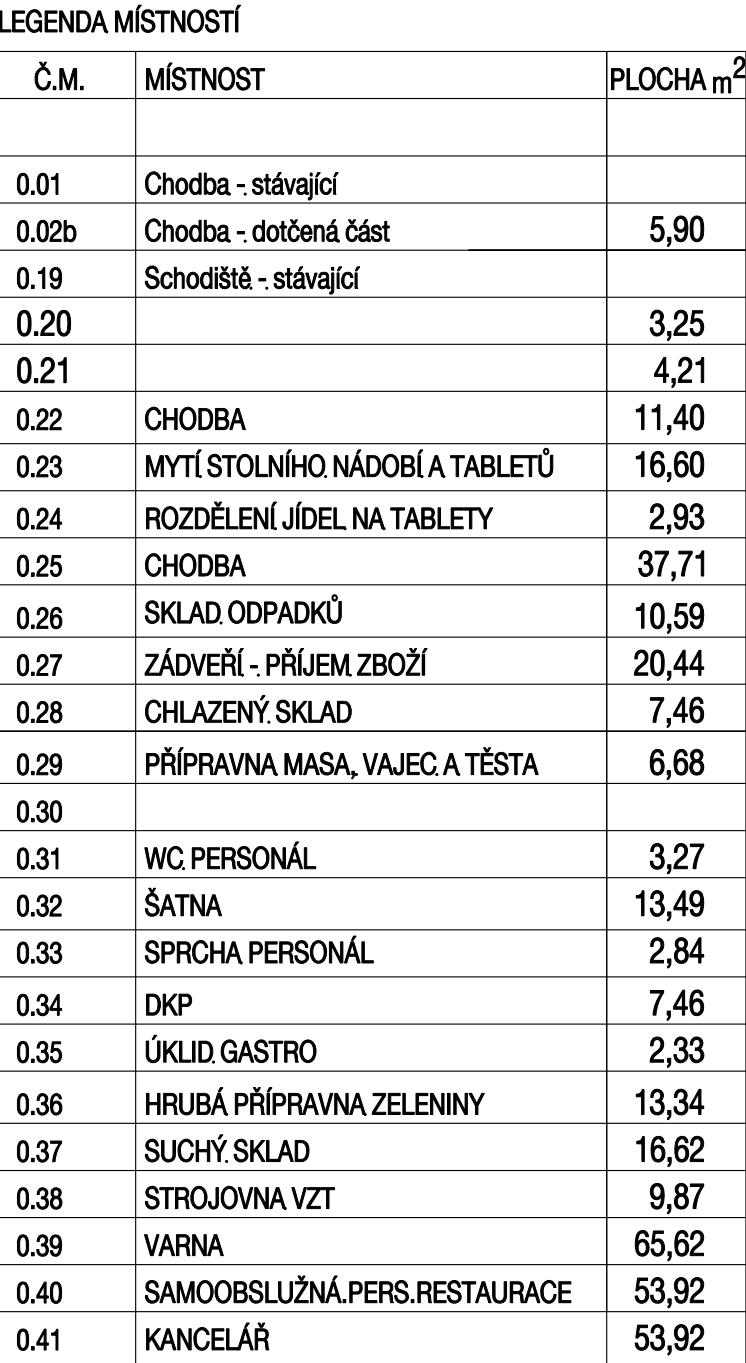 LEGENDA MÍSTNOSTÍ
Č.M. MÍSTNOST PLOCHA m²
0.01 Chodba - stávající
0.02b Chodba - dotčená část 5,90
0.19 Schodiště - stávající
0.20 3,25
0.21 4,21
0.22 CHODBA 11,40
0.23 MYTÍ STOLNÍHO NÁDOBÍ A TABLETŮ 16,60
0.24 ROZDĚLENÍ JÍDEL NA TABLETY 2,93
0.25 CHODBA 37,71
0.26 SKLAD ODPADKŮ 10,59
0.27 ZÁDVEŘÍ - PŘÍJEM ZBOŽÍ 20,44
0.28 CHLAZENÝ SKLAD 7,46
0.29 PŘÍPRAVNA MASA, VAJEC A TĚSTA 6,68
0.30
0.31 WC PERSONÁL 3,27
0.32 ŠATNA 13,49
0.33 SPRCHA PERSONÁL 2,84
0.34 DKP 7,46
0.35 ÚKLID GASTRO 2,33
0.36 HRUBÁ PŘÍPRAVNA ZELENINY 13,34
0.37 SUCHÝ SKLAD 16,62
0.38 STROJOVNA VZT 9,87
0.39 VARNA 65,62
0.40 SAMOOBSLUŽNÁ.PERS.RESTAURACE 53,92
0.41 KANCELÁŘ 53,92